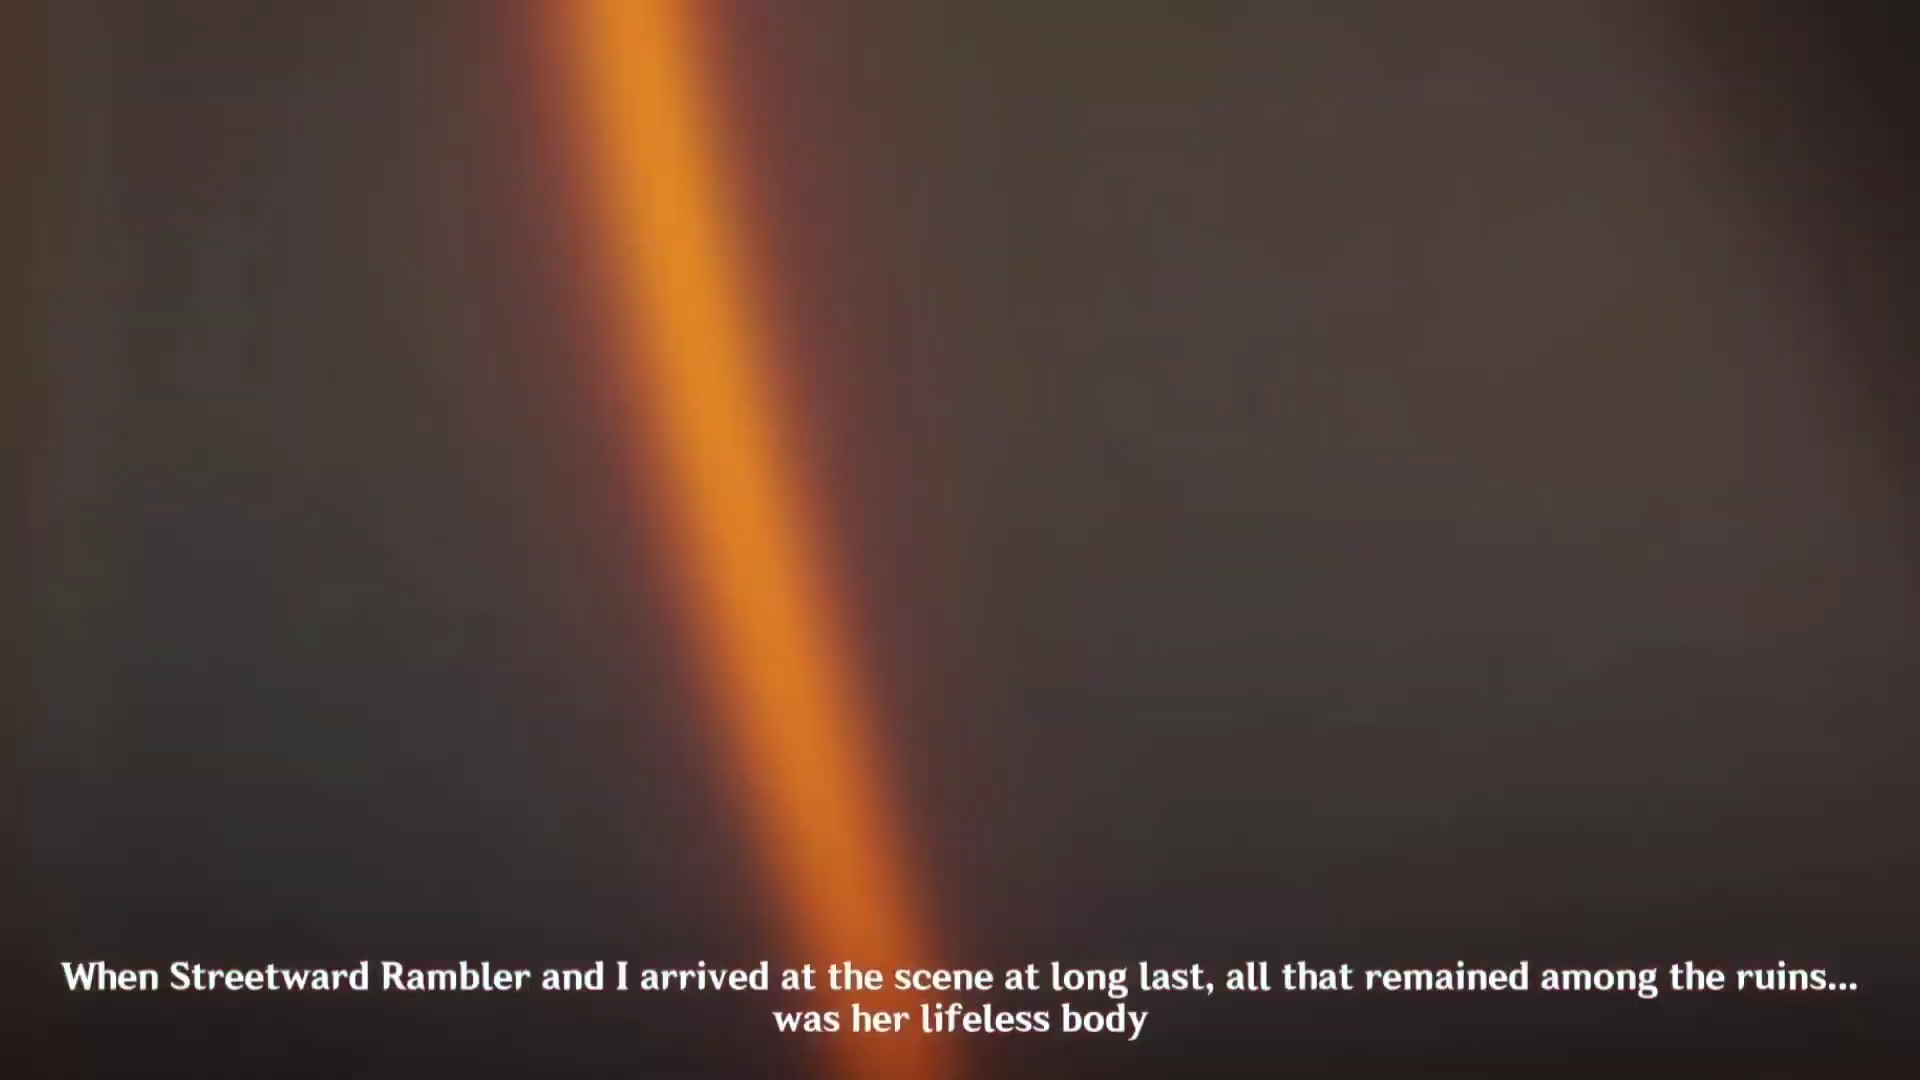 When Streetward Rambler and I arrived at the scene at long last, all that remained among the ruins...
was her lifeless body